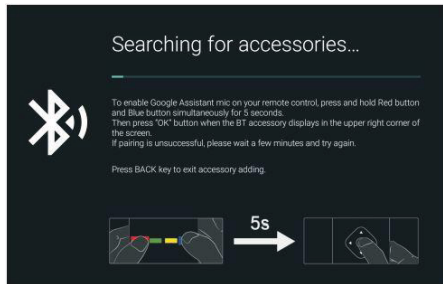 Searching for accessories...
To enable Google Assistant mic on your remote control, press and hold Red button
and Blue button simultaneously for 5 seconds.
Then press "OK" button when the BT accessory displays in the upper right corner of
the screen.
If pairing is unsuccessful, please wait a few minutes and try again.
Press BACK key to exit accessory adding.
5s